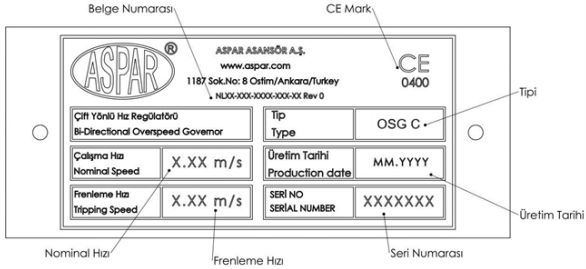 Belge Numarası
CE Mark
ASPAR ®
ASPAR ASANSÖR A.Ş.
www.aspar.com
1187 Sok.No: 8 Ostim/Ankara/Turkey
NLXX-XXX-XXXX-XXX-XX Rev 0
CE
0400
Tipi
Çift Yönlü Hız Regülatörü
Bi-Directional Overspeed Governor
Tip
Type
OSG C
Çalışma Hızı
Nominal Speed
X.XX m/s
Üretim Tarihi
Production date
MM.YYYY
Frenleme Hızı
Tripping Speed
X.XX m/s
SERİ NO
SERIAL NUMBER
XXXXXXX
Üretim Tarihi
Nominal Hızı
Frenleme Hızı
Seri Numarası